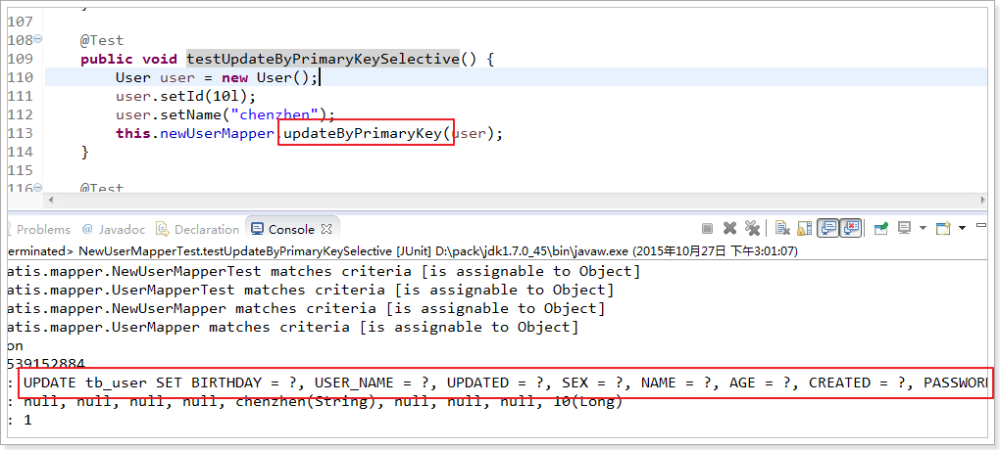 107
108 @Test
109 public void testUpdateByPrimaryKeySelective() {
110 User user = new User();
111 user.setId(10l);
112 user.setName("chenzhen");
113 this.newUserMapper.updateByPrimaryKey(user);
114 }
115
116 @Test
Problems @ Javadoc Declaration Console
erminated> NewUserMapperTest.testUpdateByPrimaryKeySelective [JUnit] D:\pack\jdk1.7.0_45\bin\javaw.exe (2015年10月27日 下午3:01:07)
atis.mapper.NewUserMapperTest matches criteria [is assignable to Object]
atis.mapper.UserMapperTest matches criteria [is assignable to Object]
atis.mapper.NewUserMapper matches criteria [is assignable to Object]
atis.mapper.UserMapper matches criteria [is assignable to Object]
on
539152884
: UPDATE tb_user SET BIRTHDAY = ?, USER_NAME = ?, UPDATED = ?, SEX = ?, NAME = ?, AGE = ?, CREATED = ?, PASSWORD
: null, null, null, null, chenzhen(String), null, null, null, 10(Long)
: 1